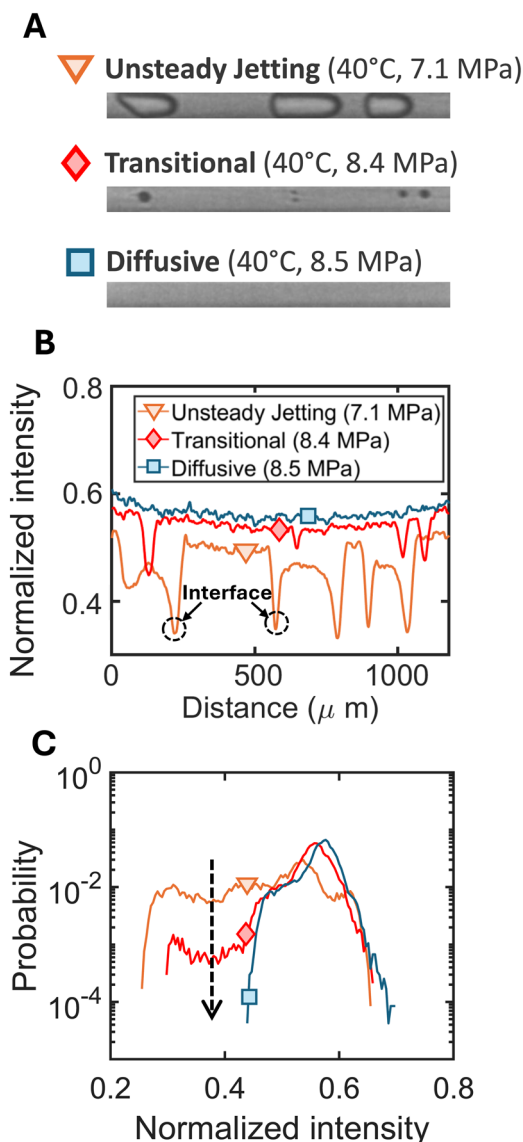 A
Unsteady Jetting (40°C, 7.1 MPa)
Transitional (40°C, 8.4 MPa)
Diffusive (40°C, 8.5 MPa)
B
Normalized intensity
0.8
0.6
0.4
Unsteady Jetting (7.1 MPa)
Transitional (8.4 MPa)
Diffusive (8.5 MPa)
Interface
0 500 1000
Distance (μ m)
C
Probability
10⁰
10⁻²
10⁻⁴
0.2 0.4 0.6 0.8
Normalized intensity